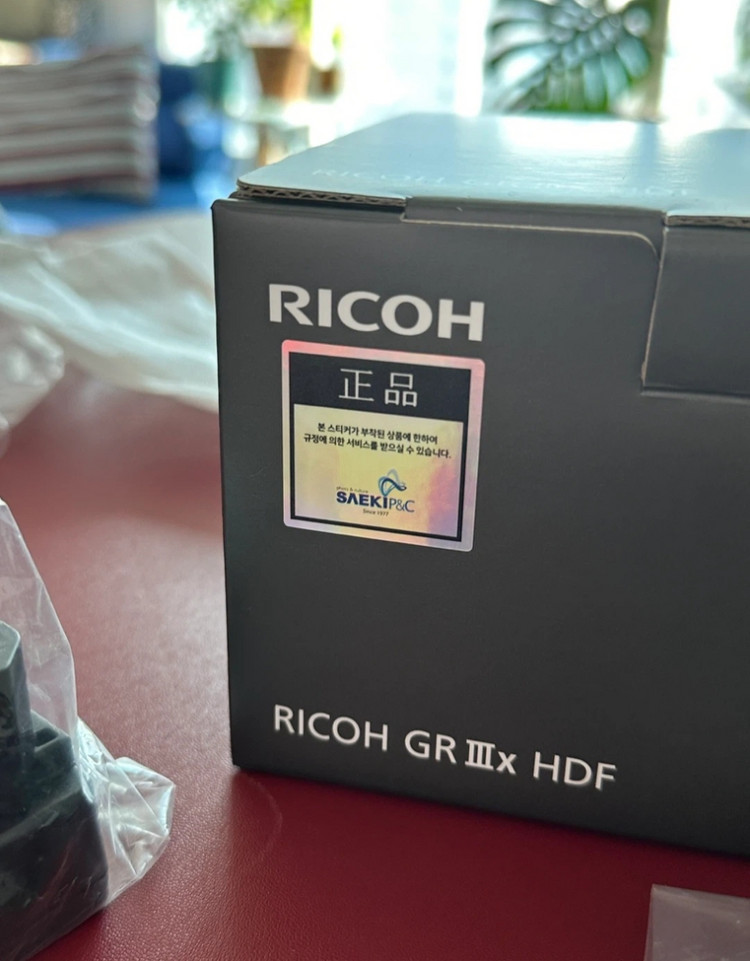 RICOH
正品
본 스티커가 부착된 상품에 한하여
규정에 의한 서비스를 받으실 수 있습니다.
photo & culture
SAEKI P&C
Since 1977
RICOH GR IIIx HDF